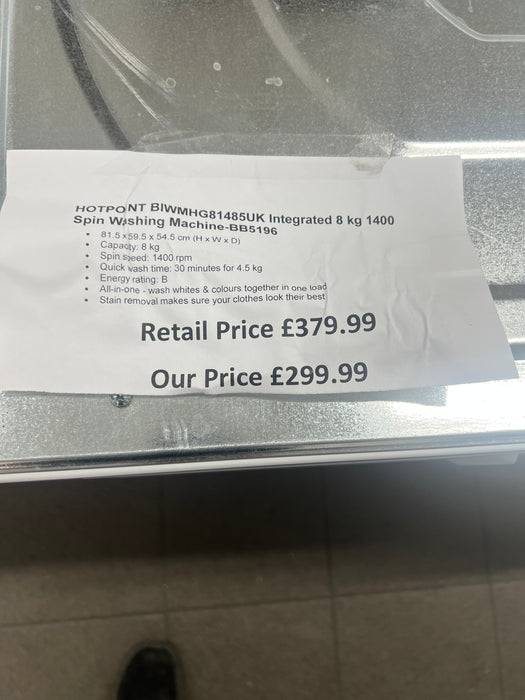 HOTPOINT BIWMHG81485UK Integrated 8 kg 1400
Spin Washing Machine-BB5196
• 81.5 x 59.5 x 54.5 cm (H x W x D)
• Capacity: 8 kg
• Spin speed: 1400 rpm
• Quick wash time: 30 minutes for 4.5 kg
• Energy rating: B
• All-in-one - wash whites & colours together in one load
• Stain removal makes sure your clothes look their best
Retail Price £379.99
Our Price £299.99